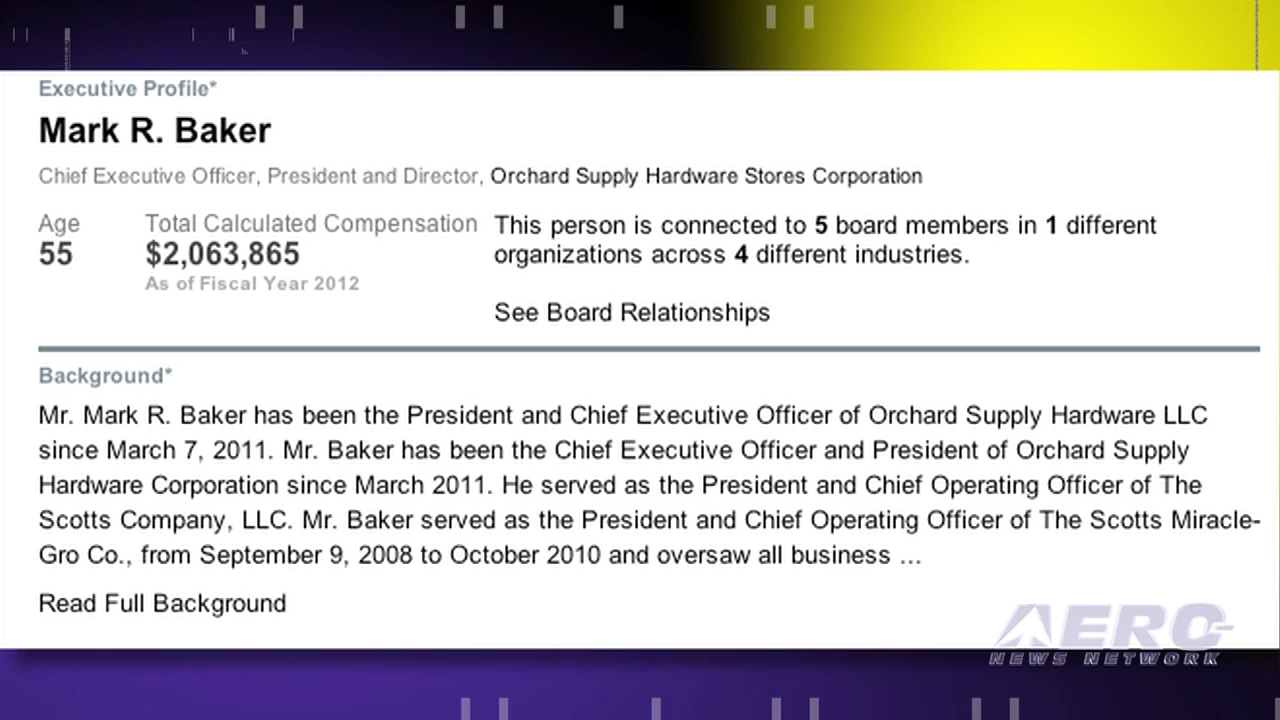 Executive Profile*
Mark R. Baker
Chief Executive Officer, President and Director, Orchard Supply Hardware Stores Corporation
Age
55
Total Calculated Compensation
$2,063,865
As of Fiscal Year 2012
This person is connected to 5 board members in 1 different
organizations across 4 different industries.
See Board Relationships
Background*
Mr. Mark R. Baker has been the President and Chief Executive Officer of Orchard Supply Hardware LLC
since March 7, 2011. Mr. Baker has been the Chief Executive Officer and President of Orchard Supply
Hardware Corporation since March 2011. He served as the President and Chief Operating Officer of The
Scotts Company, LLC. Mr. Baker served as the President and Chief Operating Officer of The Scotts Miracle-
Gro Co., from September 9, 2008 to October 2010 and oversaw all business ...
Read Full Background
AERO
NEWS NETWORK